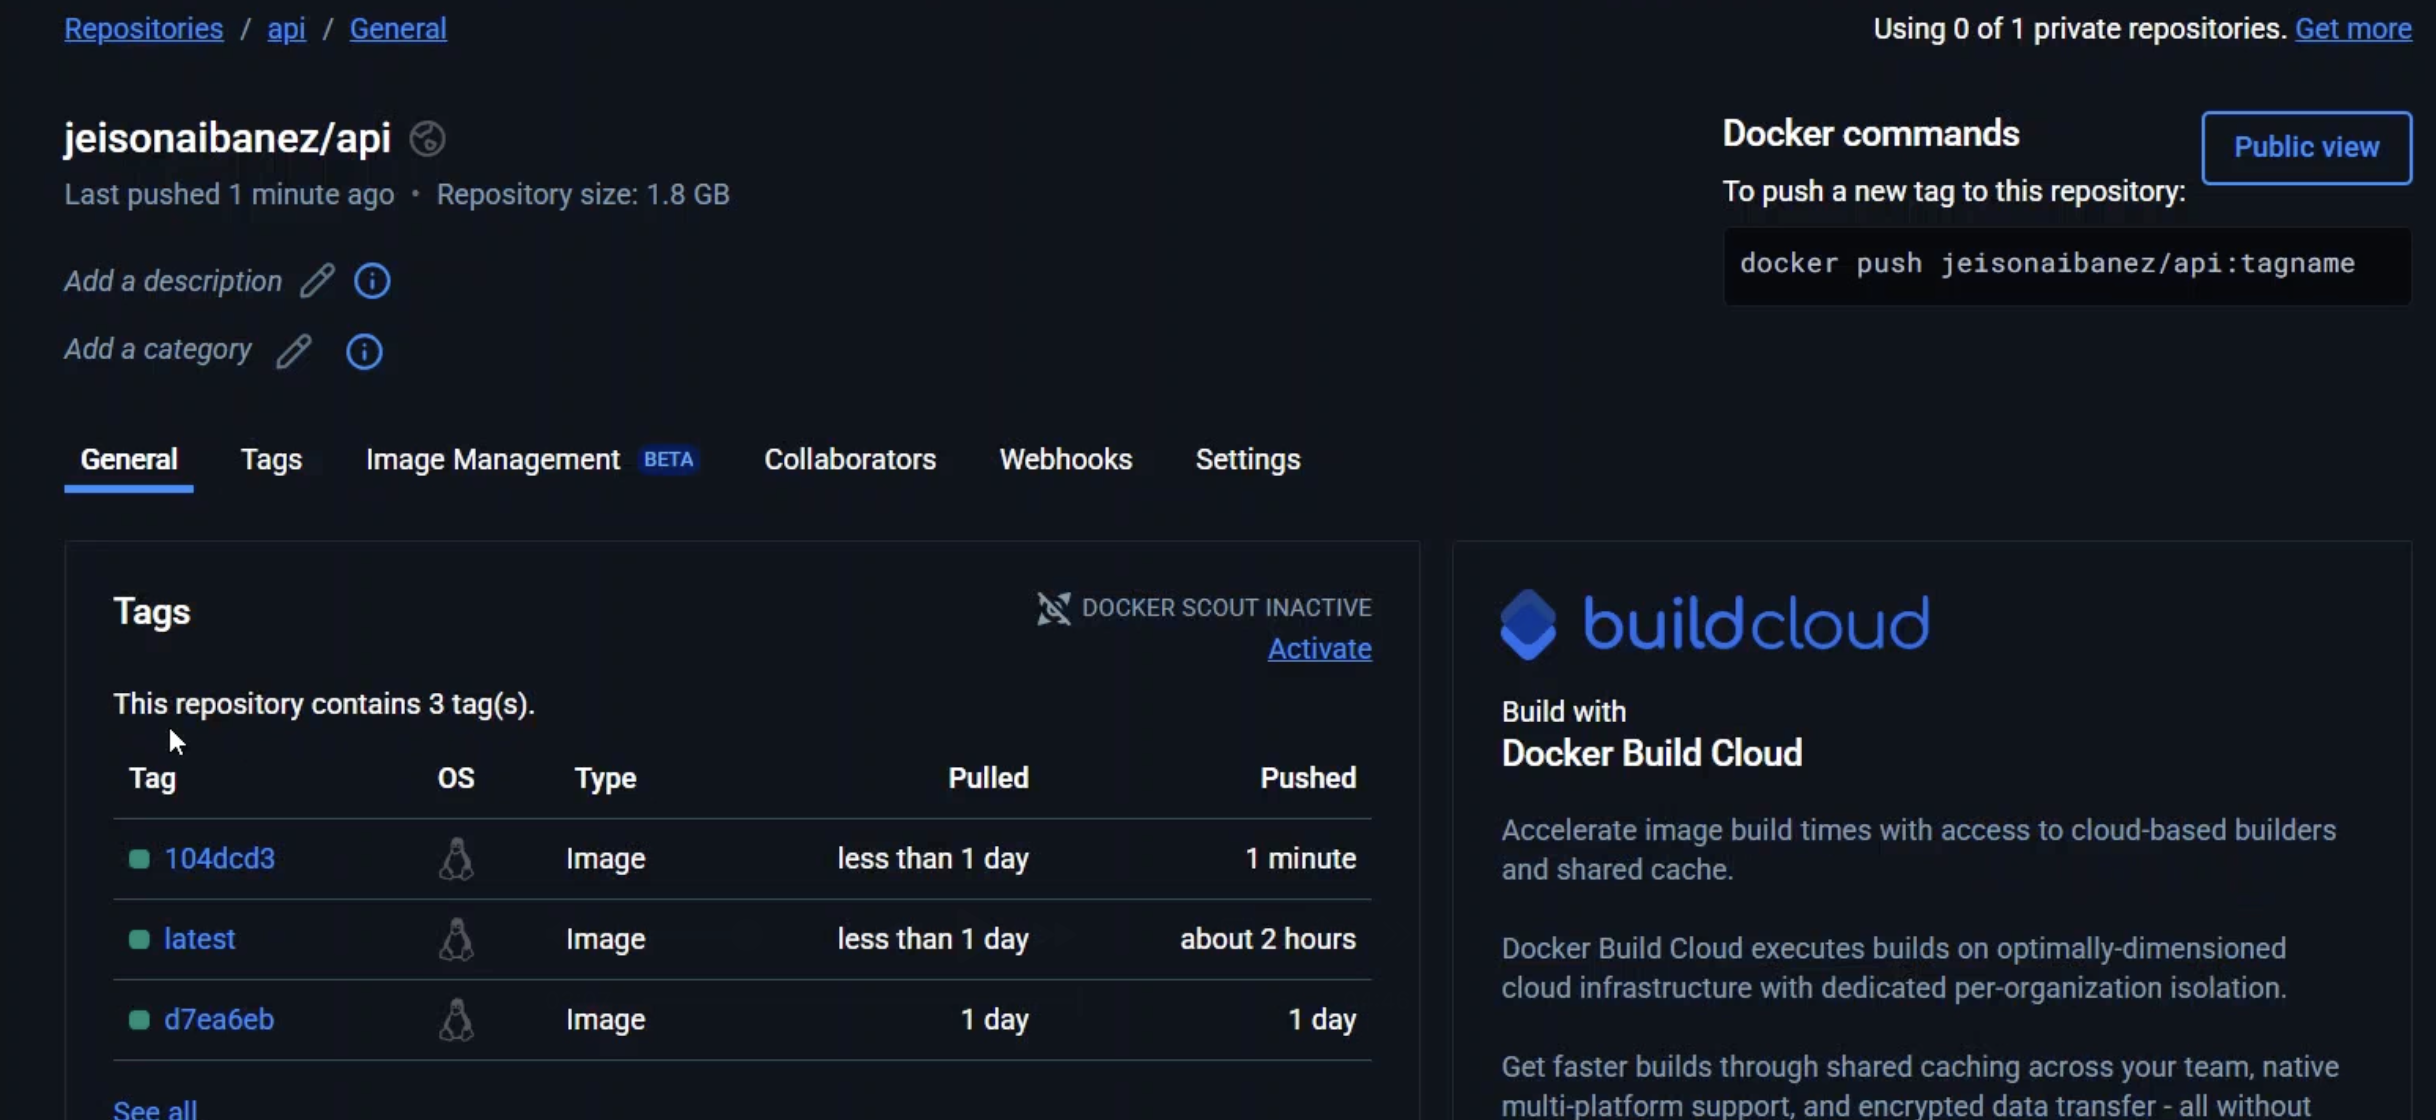 Repositories / api / General
Using 0 of 1 private repositories. Get more
jeisonaibanez/api
Last pushed 1 minute ago • Repository size: 1.8 GB
Add a description
Add a category
Docker commands
Public view
To push a new tag to this repository:
docker push jeisonaibanez/api:tagname
General Tags Image Management BETA Collaborators Webhooks Settings
Tags
DOCKER SCOUT INACTIVE
Activate
This repository contains 3 tag(s).
Tag OS Type Pulled Pushed
104dcd3 Image less than 1 day 1 minute
latest Image less than 1 day about 2 hours
d7ea6eb Image 1 day 1 day
See all
buildcloud
Build with
Docker Build Cloud
Accelerate image build times with access to cloud-based builders
and shared cache.
Docker Build Cloud executes builds on optimally-dimensioned
cloud infrastructure with dedicated per-organization isolation.
Get faster builds through shared caching across your team, native
multi-platform support, and encrypted data transfer - all without